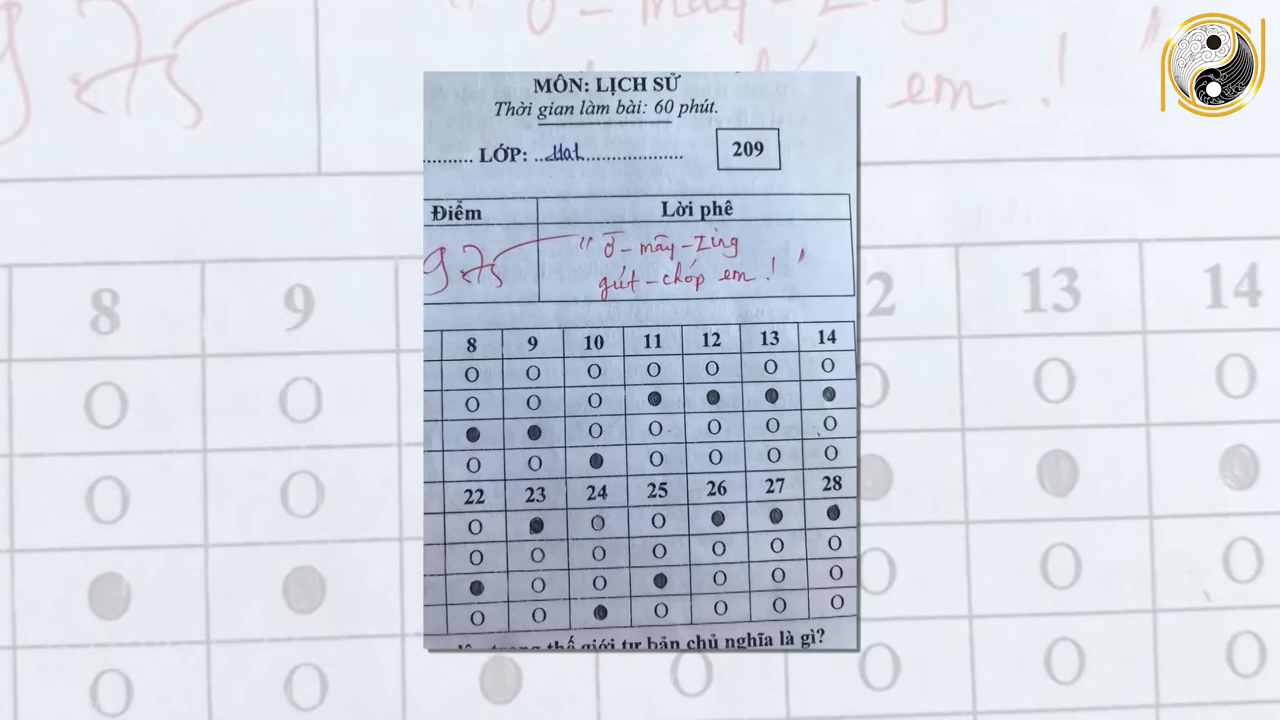 MÔN: LỊCH SỬ
Thời gian làm bài: 60 phút.
.......... LỚP: .....................
209
Điểm Lời phê
9.75 " Ơ - mây - Zing
gút - chóp em ! "
8 9 10 11 12 13 14
O O O O O O O
O O O
O O O O O
O O O O O O
22 23 24 25 26 27 28
O O O
O O O O O O O
O O O O O
O O O O O O
thế giới tư bản chủ nghĩa là gì?